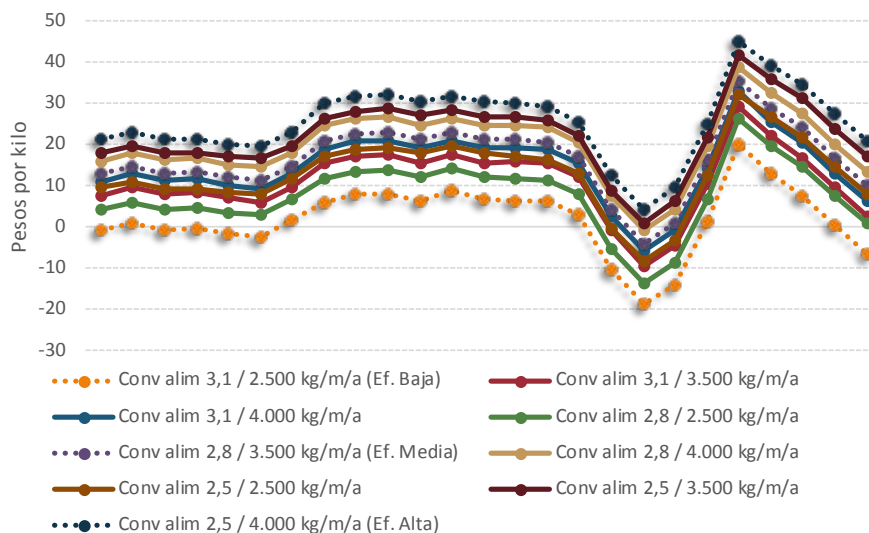 50
40
30
20
10
0
-10
-20
-30
Pesos por kilo
Conv alim 3,1 / 2.500 kg/m/a (Ef. Baja)
Conv alim 3,1 / 3.500 kg/m/a
Conv alim 3,1 / 4.000 kg/m/a
Conv alim 2,8 / 2.500 kg/m/a
Conv alim 2,8 / 3.500 kg/m/a (Ef. Media)
Conv alim 2,8 / 4.000 kg/m/a
Conv alim 2,5 / 2.500 kg/m/a
Conv alim 2,5 / 3.500 kg/m/a
Conv alim 2,5 / 4.000 kg/m/a (Ef. Alta)